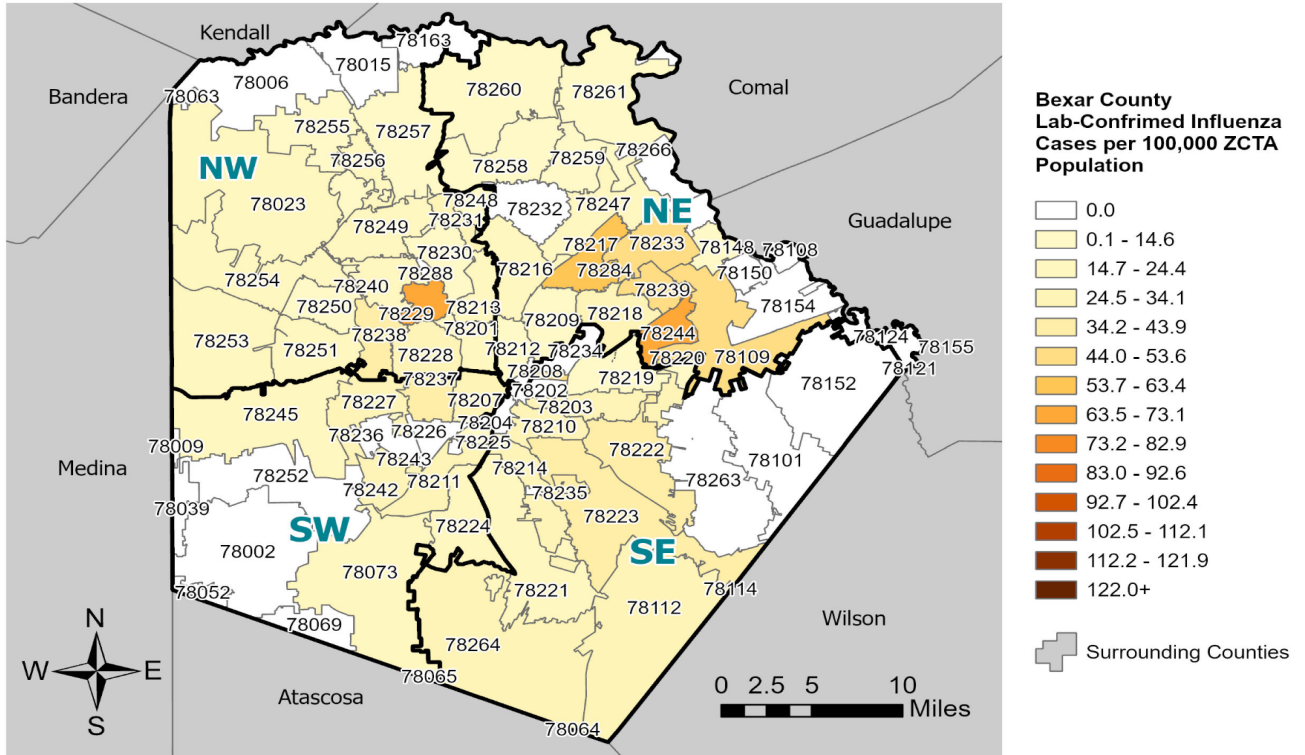 Kendall
78163
78015
78006
78260
78261
Comal
Bandera
78063
78255
78257
78256
78258
78259
78266
NW
78023
78248
78232
78247
NE
78231
78249
Guadalupe
78230
78217
78233
78148
78108
78216
78284
78150
78288
78254
78240
78239
78250
78229
78213
78218
78154
78238
78201
78209
78244
78253
78251
78228
78212
78234
78220
78109
78124
78155
78121
78208
78237
78202
78219
78152
78227
78207
78203
78245
78204
78210
78236
78226
78225
78222
78009
78243
78101
Medina
78252
78214
78263
78242
78211
78235
78039
SW
78224
78223
78002
SE
78073
78052
78221
78114
78112
78069
Wilson
78264
78065
Atascosa
78064
N
W
E
S
0 2.5 5 10
Miles
Bexar County
Lab-Confrimed Influenza
Cases per 100,000 ZCTA
Population
0.0
0.1 - 14.6
14.7 - 24.4
24.5 - 34.1
34.2 - 43.9
44.0 - 53.6
53.7 - 63.4
63.5 - 73.1
73.2 - 82.9
83.0 - 92.6
92.7 - 102.4
102.5 - 112.1
112.2 - 121.9
122.0+
Surrounding Counties